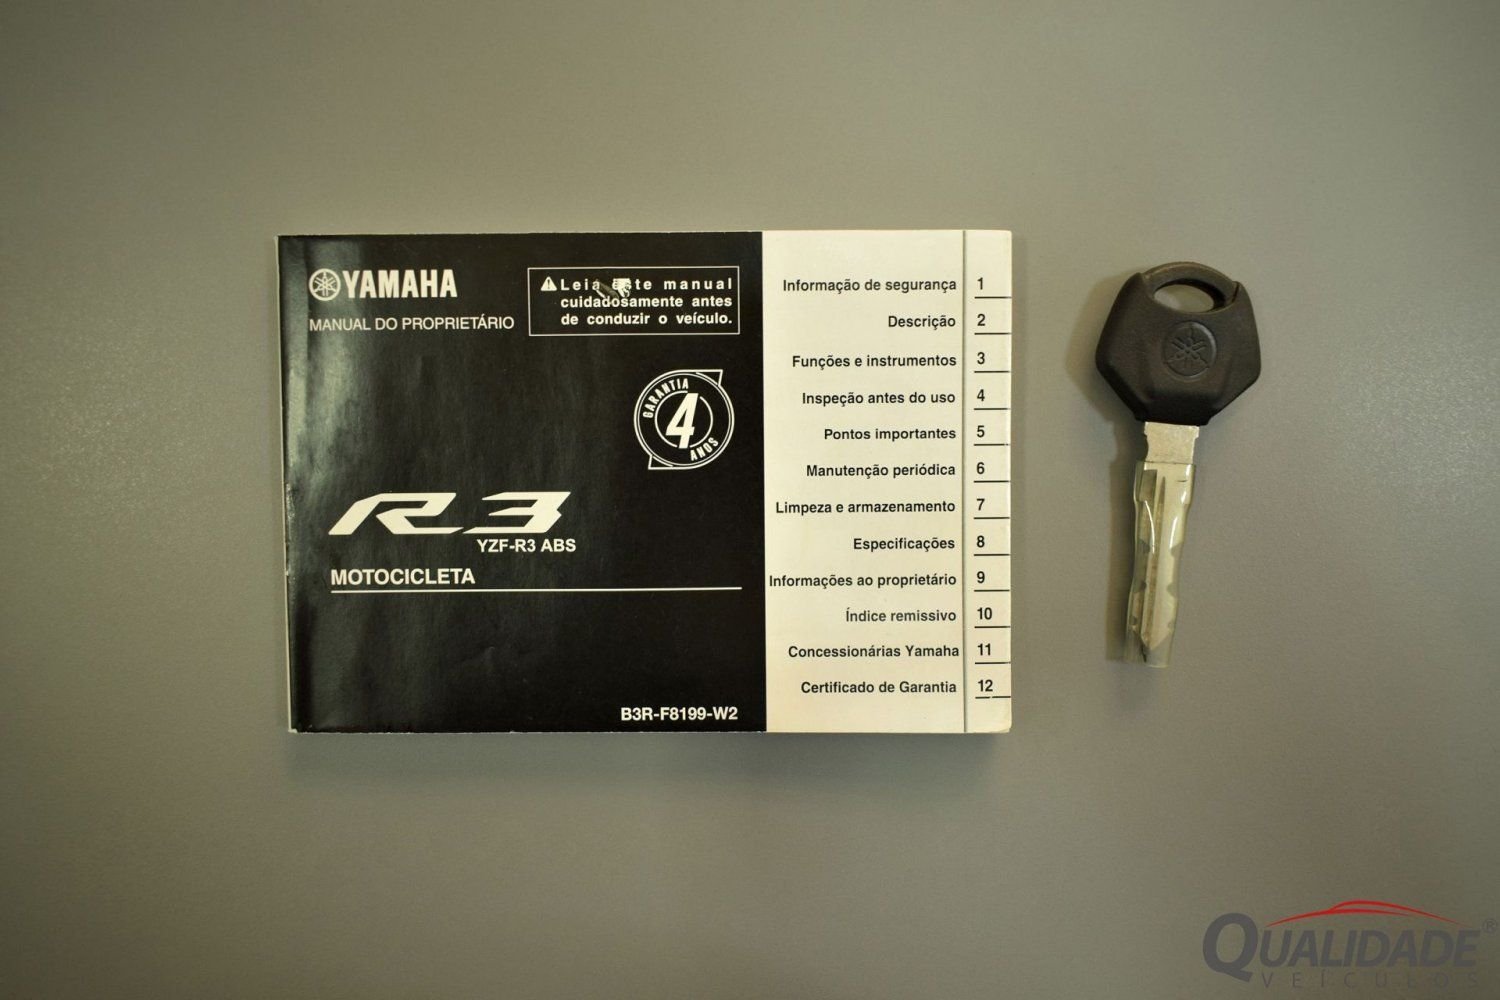 YAMAHA
MANUAL DO PROPRIETÁRIO
Leia este manual
cuidadosamente antes
de conduzir o veículo.
GARANTIA
4
ANOS
R3
YZF-R3 ABS
MOTOCICLETA
B3R-F8199-W2
Informação de segurança 1
Descrição 2
Funções e instrumentos 3
Inspeção antes do uso 4
Pontos importantes 5
Manutenção periódica 6
Limpeza e armazenamento 7
Especificações 8
Informações ao proprietário 9
Índice remissivo 10
Concessionárias Yamaha 11
Certificado de Garantia 12
QUALIDADE®
VEÍCULOS